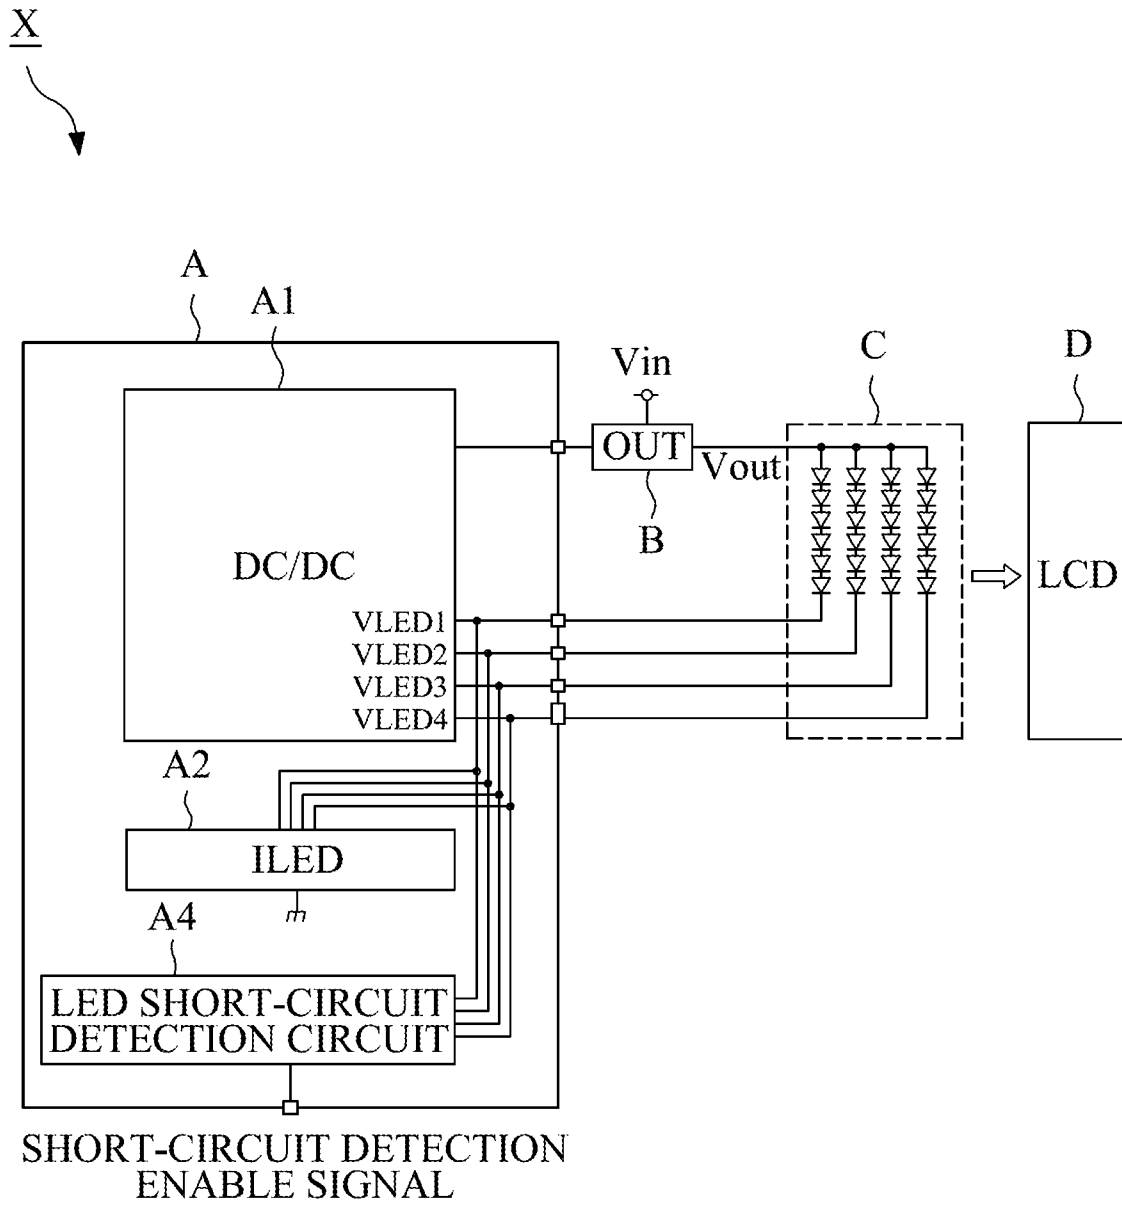 X
A
A1
Vin
C
D
OUT
Vout
B
DC/DC
LCD
VLED1
VLED2
VLED3
VLED4
A2
ILED
A4
LED SHORT-CIRCUIT
DETECTION CIRCUIT
SHORT-CIRCUIT DETECTION
ENABLE SIGNAL